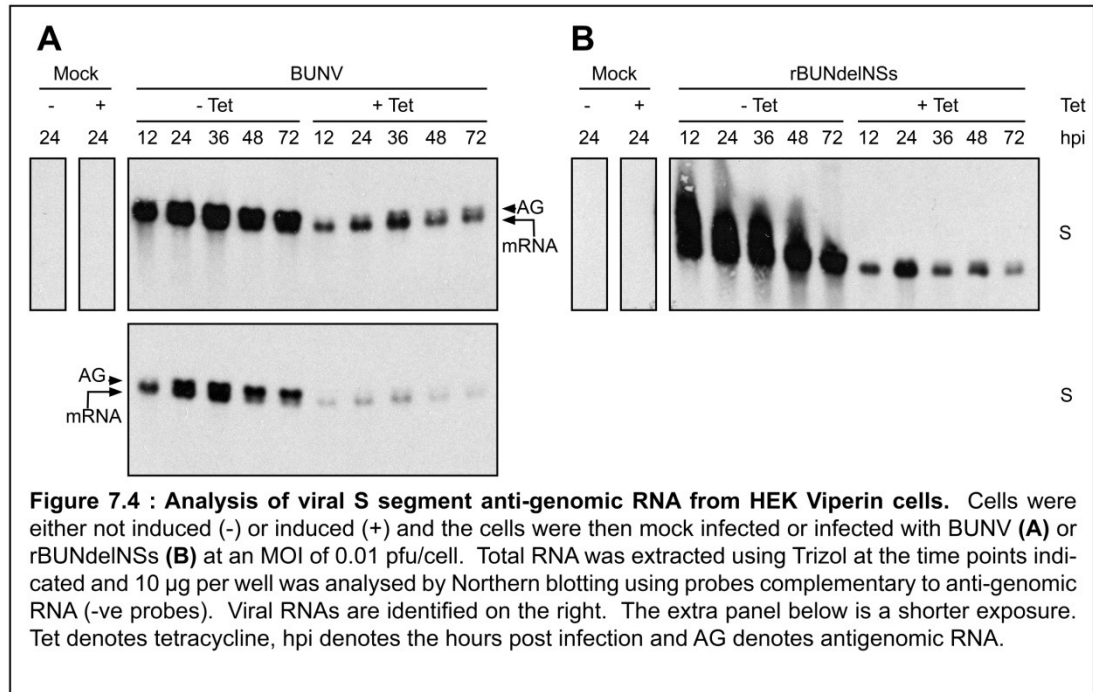 A
B
Mock BUNV
Mock rBUNdelNSs
- + - Tet + Tet
- + - Tet + Tet Tet
24 24 12 24 36 48 72 12 24 36 48 72
24 24 12 24 36 48 72 12 24 36 48 72 hpi
AG
mRNA
S
AG
mRNA
S
Figure 7.4 : Analysis of viral S segment anti-genomic RNA from HEK Viperin cells. Cells were
either not induced (-) or induced (+) and the cells were then mock infected or infected with BUNV (A) or
rBUNdelNSs (B) at an MOI of 0.01 pfu/cell. Total RNA was extracted using Trizol at the time points indi-
cated and 10 µg per well was analysed by Northern blotting using probes complementary to anti-genomic
RNA (-ve probes). Viral RNAs are identified on the right. The extra panel below is a shorter exposure.
Tet denotes tetracycline, hpi denotes the hours post infection and AG denotes antigenomic RNA.